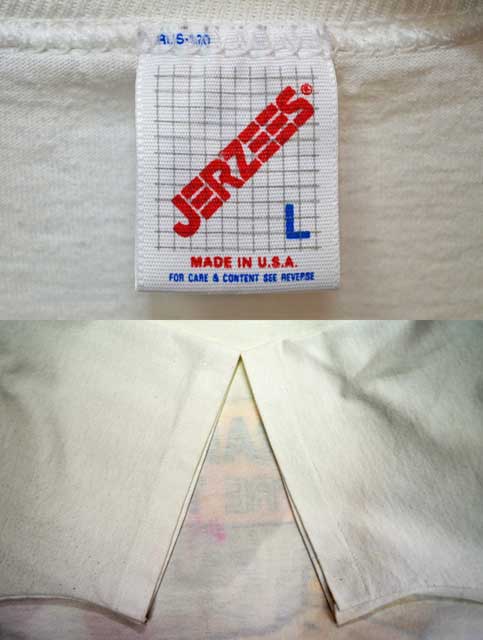 JERZEES®
L
MADE IN U.S.A.
FOR CARE & CONTENT SEE REVERSE